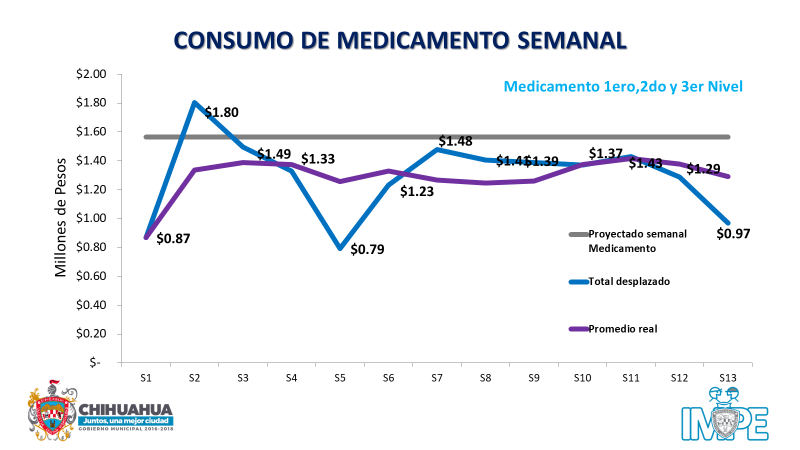 CONSUMO DE MEDICAMENTO SEMANAL
Medicamento 1ero,2do y 3er Nivel
Millones de Pesos
$2.00
$1.80
$1.60
$1.40
$1.20
$1.00
$0.80
$0.60
$0.40
$0.20
$-
$0.87
$1.80
$1.49
$1.33
$0.79
$1.23
$1.48
$1.41
$1.39
$1.37
$1.43
$1.29
$0.97
Proyectado semanal
Medicamento
Total desplazado
Promedio real
S1 S2 S3 S4 S5 S6 S7 S8 S9 S10 S11 S12 S13
CHIHUAHUA
Juntos, una mejor ciudad
GOBIERNO MUNICIPAL 2016-2018
IMPE